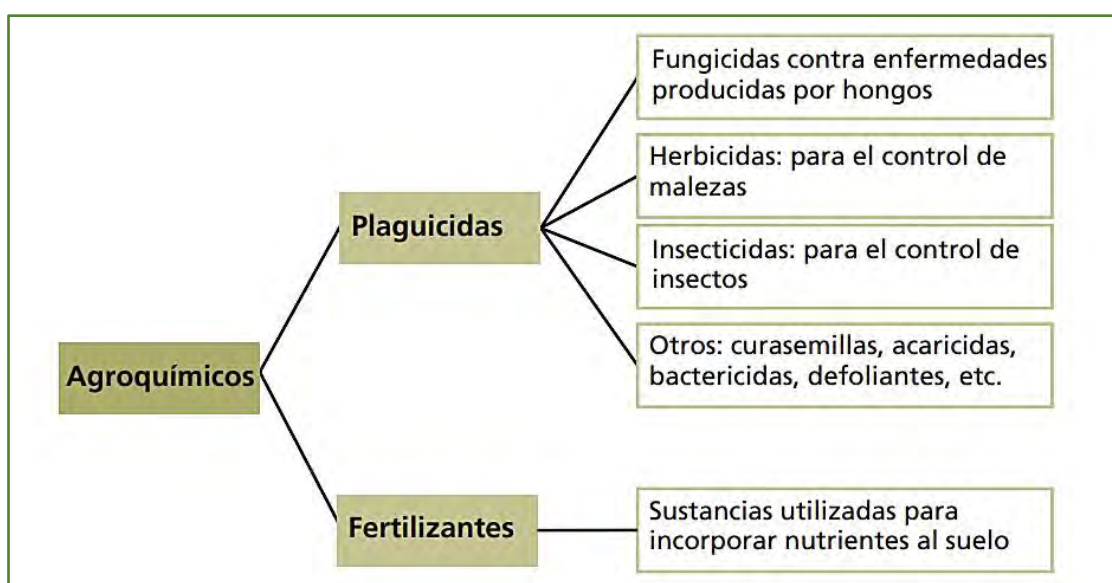 Fungicidas contra enfermedades
producidas por hongos
Herbicidas: para el control de
malezas
Plaguicidas
Insecticidas: para el control de
insectos
Otros: curasemillas, acaricidas,
bactericidas, defoliantes, etc.
Agroquímicos
Fertilizantes
Sustancias utilizadas para
incorporar nutrientes al suelo